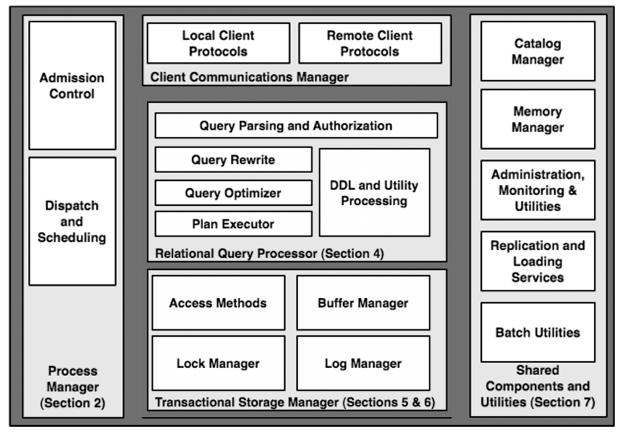 Admission
Control
Dispatch
and
Scheduling
Process
Manager
(Section 2)
Local Client
Protocols
Remote Client
Protocols
Client Communications Manager
Query Parsing and Authorization
Query Rewrite
Query Optimizer
Plan Executor
DDL and Utility
Processing
Relational Query Processor (Section 4)
Access Methods
Buffer Manager
Lock Manager
Log Manager
Transactional Storage Manager (Sections 5 & 6)
Catalog
Manager
Memory
Manager
Administration,
Monitoring &
Utilities
Replication and
Loading
Services
Batch Utilities
Shared
Components and
Utilities (Section 7)